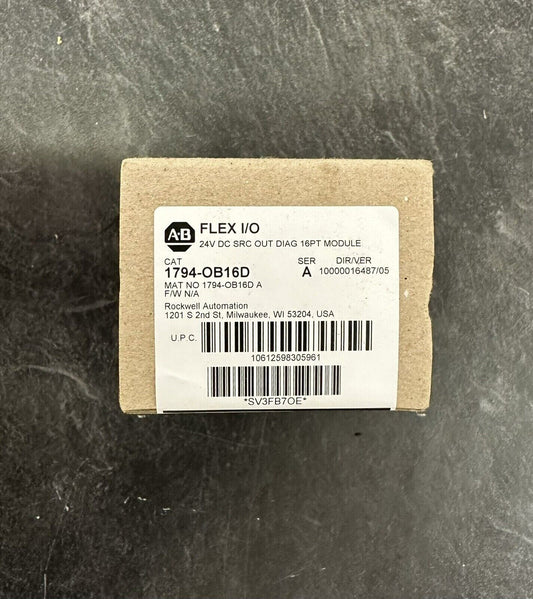 A-B
FLEX I/O
24V DC SRC OUT DIAG 16PT MODULE
CAT SER DIR/VER
1794-OB16D A 10000016487/05
MAT NO 1794-OB16D A
F/W N/A
Rockwell Automation
1201 S 2nd St, Milwaukee, WI 53204, USA
U.P.C.
10612598305961
*SV3FB7OE*